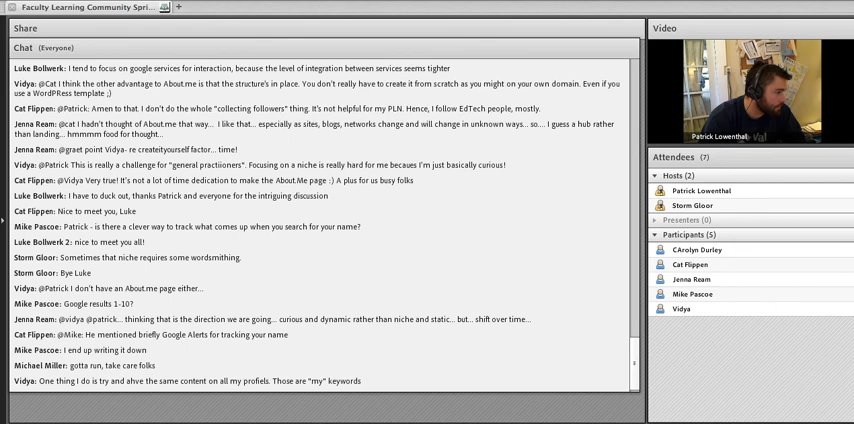 Faculty Learning Community Spri...
Share
Chat (Everyone)
Luke Bollwerk: I tend to focus on google services for interaction, because the level of integration between services seems tighter
Vidya: @Cat I think the other advantage to About.me is that the structure's in place. You don't really have to create it from scratch as you might on your own domain. Even if you
use a WordPress template ;)
Cat Flippen: @Patrick: Amen to that. I don't do the whole "collecting followers" thing. It's not helpful for my PLN. Hence, I follow EdTech people, mostly.
Jenna Ream: @cat I hadn't thought of About.me that way... I like that... especially as sites, blogs, networks change and will change in unknown ways... so.... I guess a hub rather
than landing... hmmmm food for thought...
Jenna Ream: @graet point Vidya- re createityourself factor... time!
Vidya: @Patrick This is really a challenge for "general practiioners". Focusing on a niche is really hard for me becaues I'm just basically curious!
Cat Flippen: @Vidya Very true! It's not a lot of time dedication to make the About.Me page :) A plus for us busy folks
Luke Bollwerk: I have to duck out, thanks Patrick and everyone for the intriguing discussion
Cat Flippen: Nice to meet you, Luke
Mike Pascoe: Patrick - is there a clever way to track what comes up when you search for your name?
Luke Bollwerk 2: nice to meet you all!
Storm Gloor: Sometimes that niche requires some wordsmithing.
Storm Gloor: Bye Luke
Vidya: @Patrick I don't have an About.me page either...
Mike Pascoe: Google results 1-10?
Jenna Ream: @vidya @patrick... thinking that is the direction we are going... curious and dynamic rather than niche and static... but... shift over time...
Cat Flippen: @Mike: He mentioned briefly Google Alerts for tracking your name
Mike Pascoe: I end up writing it down
Michael Miller: gotta run, take care folks
Vidya: One thing I do is try and ahve the same content on all my profiels. Those are "my" keywords
Video
Patrick Lowenthal
Attendees (7)
Hosts (2)
Patrick Lowenthal
Storm Gloor
Presenters (0)
Participants (5)
CArolyn Durley
Cat Flippen
Jenna Ream
Mike Pascoe
Vidya